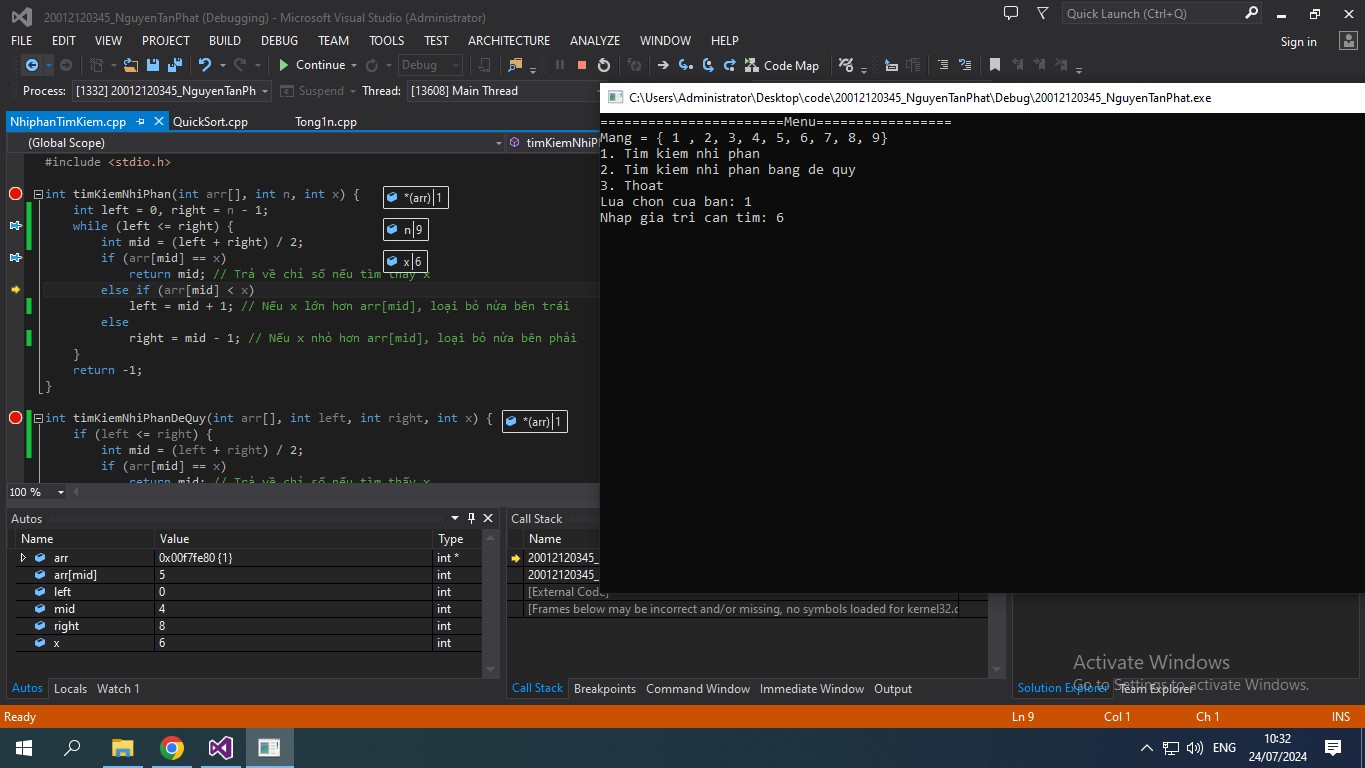 20012120345_NguyenTanPhat (Debugging) - Microsoft Visual Studio (Administrator)
Quick Launch (Ctrl+Q)
FILE EDIT VIEW PROJECT BUILD DEBUG TEAM TOOLS TEST ARCHITECTURE ANALYZE WINDOW HELP
Sign in
Continue Debug Code Map
Process: [1332] 20012120345_NguyenTanPh Suspend Thread: [13608] Main Thread
NhiphanTimKiem.cpp QuickSort.cpp Tong1n.cpp
(Global Scope) timKiemNhiPh
#include <stdio.h>
int timKiemNhiPhan(int arr[], int n, int x) {
*(arr) 1
int left = 0, right = n - 1;
while (left <= right) {
n 9
int mid = (left + right) / 2;
if (arr[mid] == x)
x 6
return mid; // Trả về chỉ số nếu tìm thấy x
else if (arr[mid] < x)
left = mid + 1; // Nếu x lớn hơn arr[mid], loại bỏ nửa bên trái
else
right = mid - 1; // Nếu x nhỏ hơn arr[mid], loại bỏ nửa bên phải
}
return -1;
}
int timKiemNhiPhanDeQuy(int arr[], int left, int right, int x) {
*(arr) 1
if (left <= right) {
int mid = (left + right) / 2;
if (arr[mid] == x)
return mid; // Trả về chỉ số nếu tìm thấy x
100 %
C:\Users\Administrator\Desktop\code\20012120345_NguyenTanPhat\Debug\20012120345_NguyenTanPhat.exe
=======================Menu=================
Mang = { 1 , 2, 3, 4, 5, 6, 7, 8, 9}
1. Tim kiem nhi phan
2. Tim kiem nhi phan bang de quy
3. Thoat
Lua chon cua ban: 1
Nhap gia tri can tim: 6
Autos
Name Value Type
arr 0x00f7fe80 {1} int *
arr[mid] 5 int
left 0 int
mid 4 int
right 8 int
x 6 int
Autos Locals Watch 1
Call Stack
Name
20012120345_
20012120345_
[External Code]
[Frames below may be incorrect and/or missing, no symbols loaded for kernel32.d
Call Stack Breakpoints Command Window Immediate Window Output
Solution Explorer Team Explorer
Activate Windows
Go to Settings to activate Windows.
Ready Ln 9 Col 1 Ch 1 INS
ENG
10:32
24/07/2024